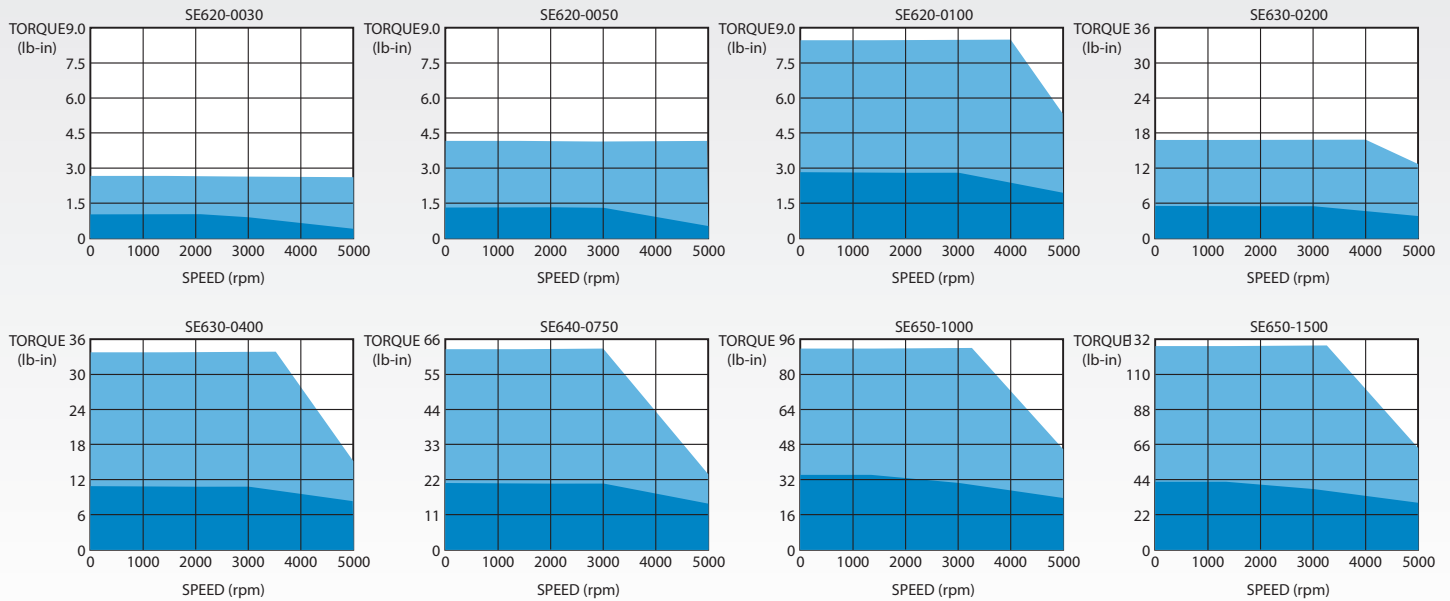 SE620-0030
TORQUE 9.0
(lb-in)
7.5
6.0
4.5
3.0
1.5
0
0 1000 2000 3000 4000 5000
SPEED (rpm)
SE620-0050
TORQUE 9.0
(lb-in)
7.5
6.0
4.5
3.0
1.5
0
0 1000 2000 3000 4000 5000
SPEED (rpm)
SE620-0100
TORQUE 9.0
(lb-in)
7.5
6.0
4.5
3.0
1.5
0
0 1000 2000 3000 4000 5000
SPEED (rpm)
SE630-0200
TORQUE 36
(lb-in)
30
24
18
12
6
0
0 1000 2000 3000 4000 5000
SPEED (rpm)
SE630-0400
TORQUE 36
(lb-in)
30
24
18
12
6
0
0 1000 2000 3000 4000 5000
SPEED (rpm)
SE640-0750
TORQUE 66
(lb-in)
55
44
33
22
11
0
0 1000 2000 3000 4000 5000
SPEED (rpm)
SE650-1000
TORQUE 96
(lb-in)
80
64
48
32
16
0
0 1000 2000 3000 4000 5000
SPEED (rpm)
SE650-1500
TORQUE 132
(lb-in)
110
88
66
44
22
0
0 1000 2000 3000 4000 5000
SPEED (rpm)